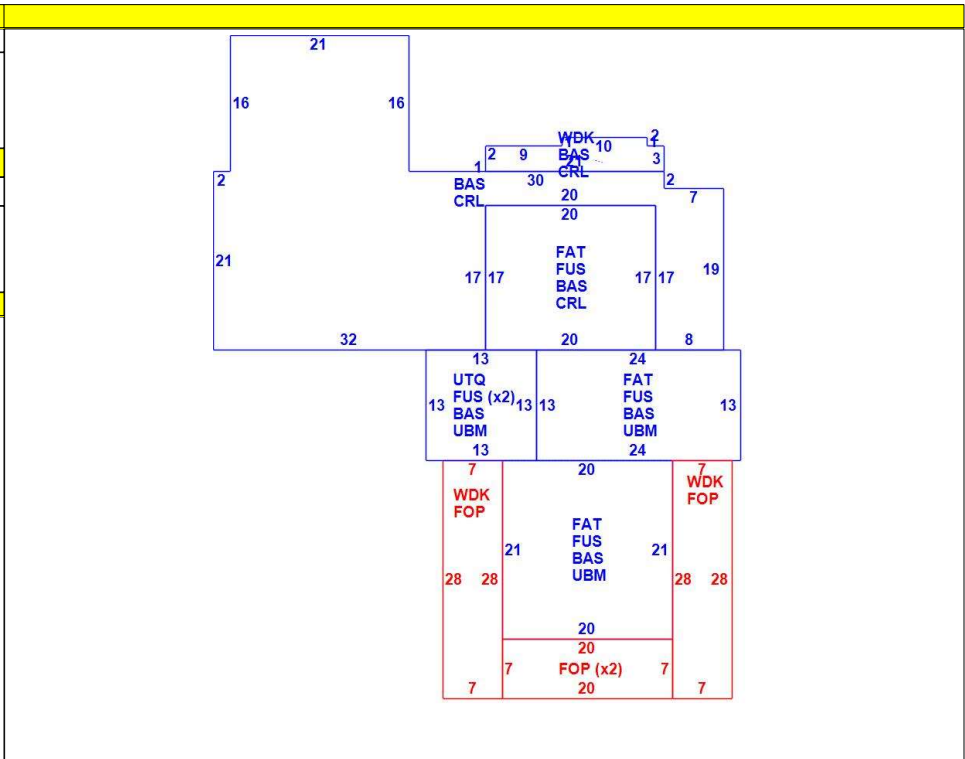 21
16 16
WDK
2
10
2 9
BAS
21
3
CRL
1
2 30 2
BAS
20
7
CRL
20
FAT
FUS
21 17 17 17 17 19
BAS
CRL
32 20 8
13 24
UTQ FAT
FUS (x2) FUS
13 13 13 13
BAS BAS
UBM UBM
13 24
7 20 7
WDK WDK
FOP FOP
FAT
FUS
21 21
BAS
UBM
28 28 28 28
20
20
7 FOP (x2) 7
7 20 7